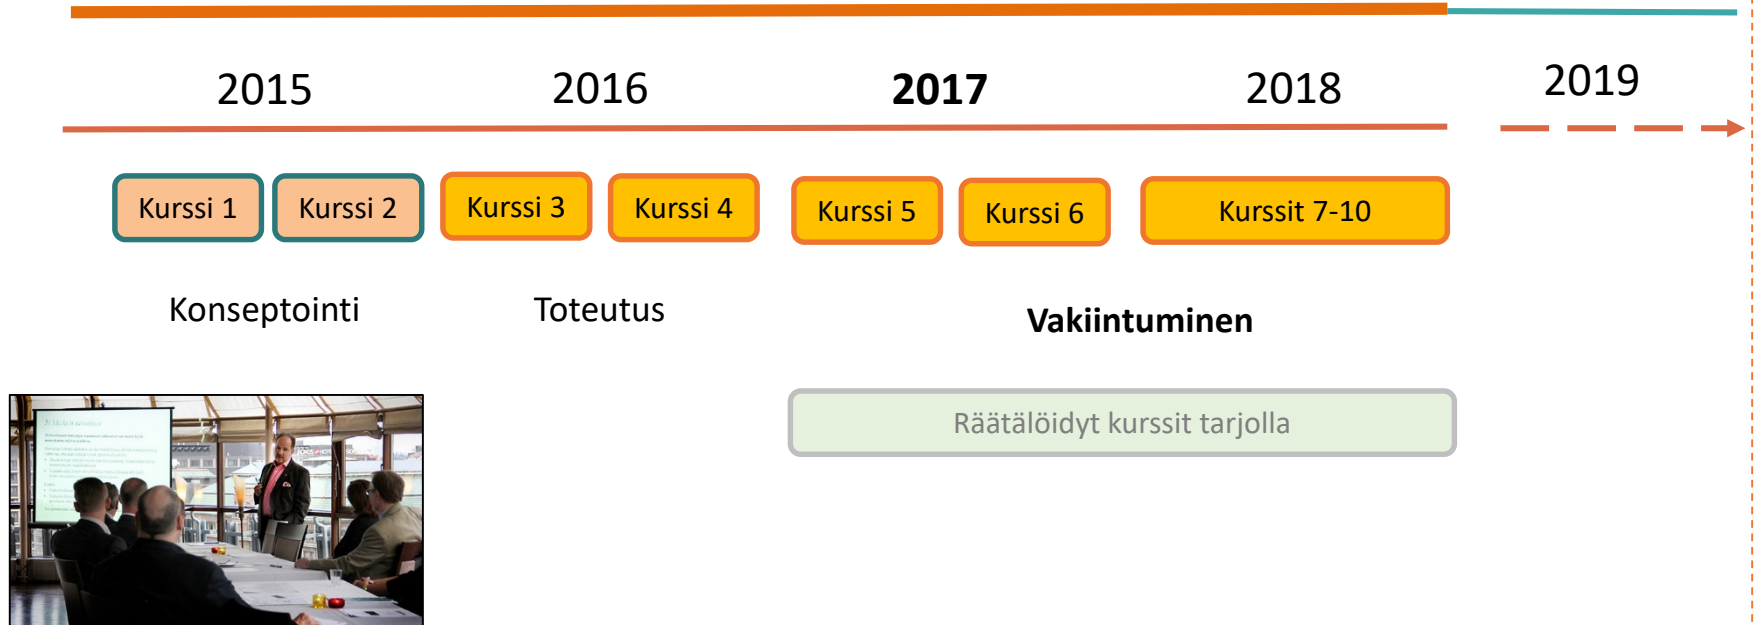 2015
2016
2017
2018
2019
Kurssi 1
Kurssi 2
Kurssi 3
Kurssi 4
Kurssi 5
Kurssi 6
Kurssit 7-10
Konseptointi
Toteutus
Vakiintuminen
Räätälöidyt kurssit tarjolla